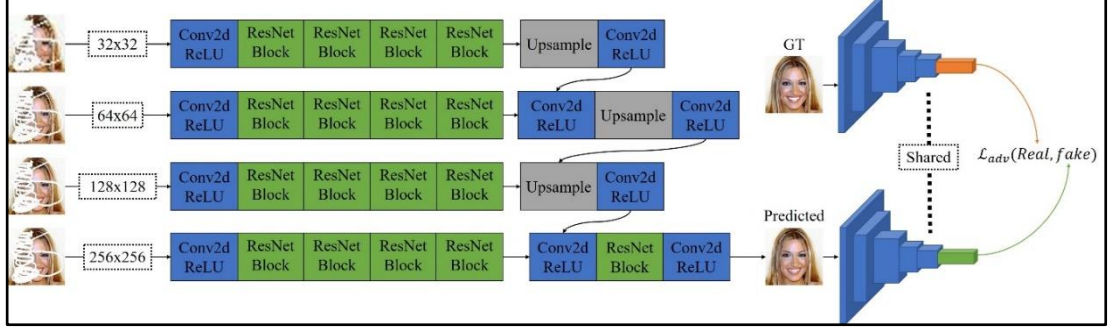 32x32
Conv2d
ReLU
ResNet
Block
ResNet
Block
ResNet
Block
ResNet
Block
Upsample
Conv2d
ReLU
64x64
Conv2d
ReLU
ResNet
Block
ResNet
Block
ResNet
Block
ResNet
Block
Conv2d
ReLU
Upsample
Conv2d
ReLU
128x128
Conv2d
ReLU
ResNet
Block
ResNet
Block
ResNet
Block
ResNet
Block
Upsample
Conv2d
ReLU
256x256
Conv2d
ReLU
ResNet
Block
ResNet
Block
ResNet
Block
ResNet
Block
Conv2d
ReLU
ResNet
Block
Conv2d
ReLU
GT
Predicted
Shared
ℒadv(Real, fake)